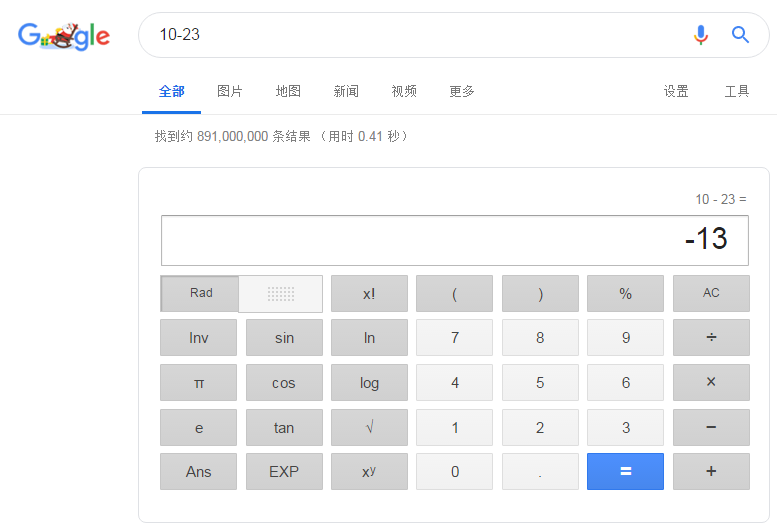 Google
10-23
全部 图片 地图 新闻 视频 更多 设置 工具
找到约 891,000,000 条结果 （用时 0.41 秒）
10 - 23 =
-13
Rad x! ( ) % AC
Inv sin ln 7 8 9 ÷
π cos log 4 5 6 ×
e tan √ 1 2 3 −
Ans EXP xʸ 0 . = +